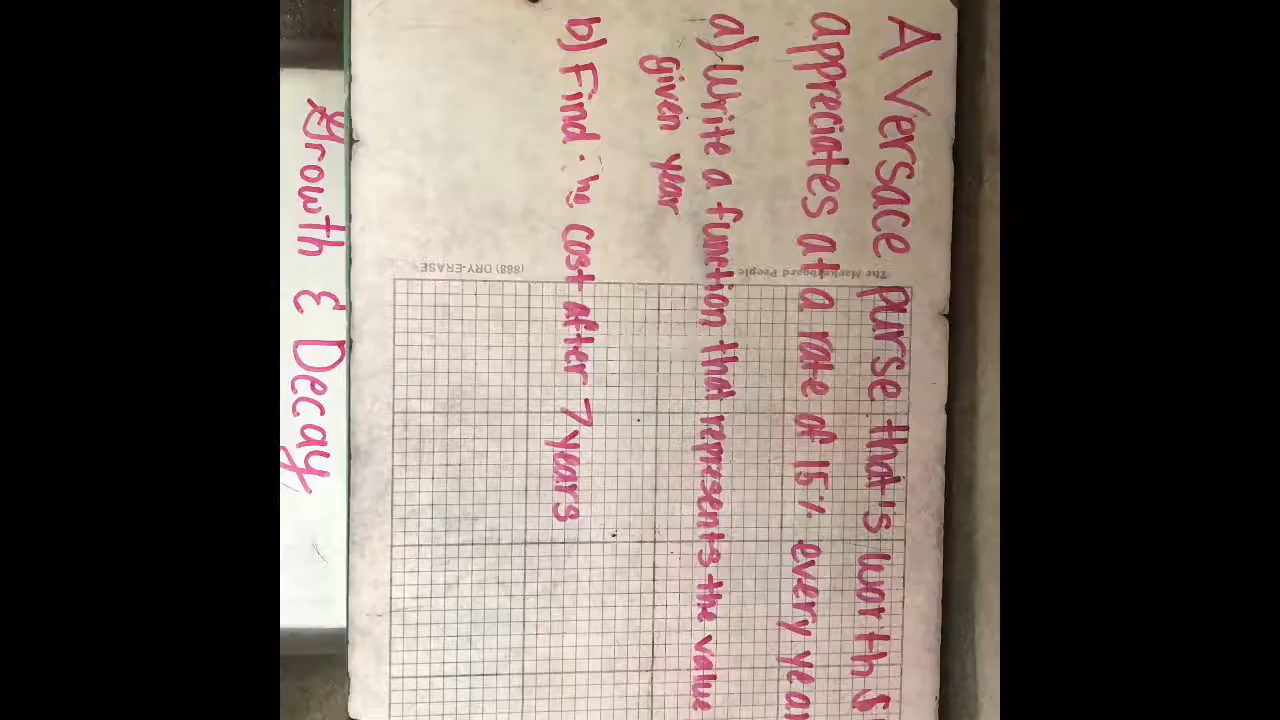 A Versace purse that's worth $
appreciates at a rate of 15% every year
a) Write a function that represents the value
given year
b) Find the cost after 7 years
The Markerboard People
(888) DRY-ERASE
Growth & Decay